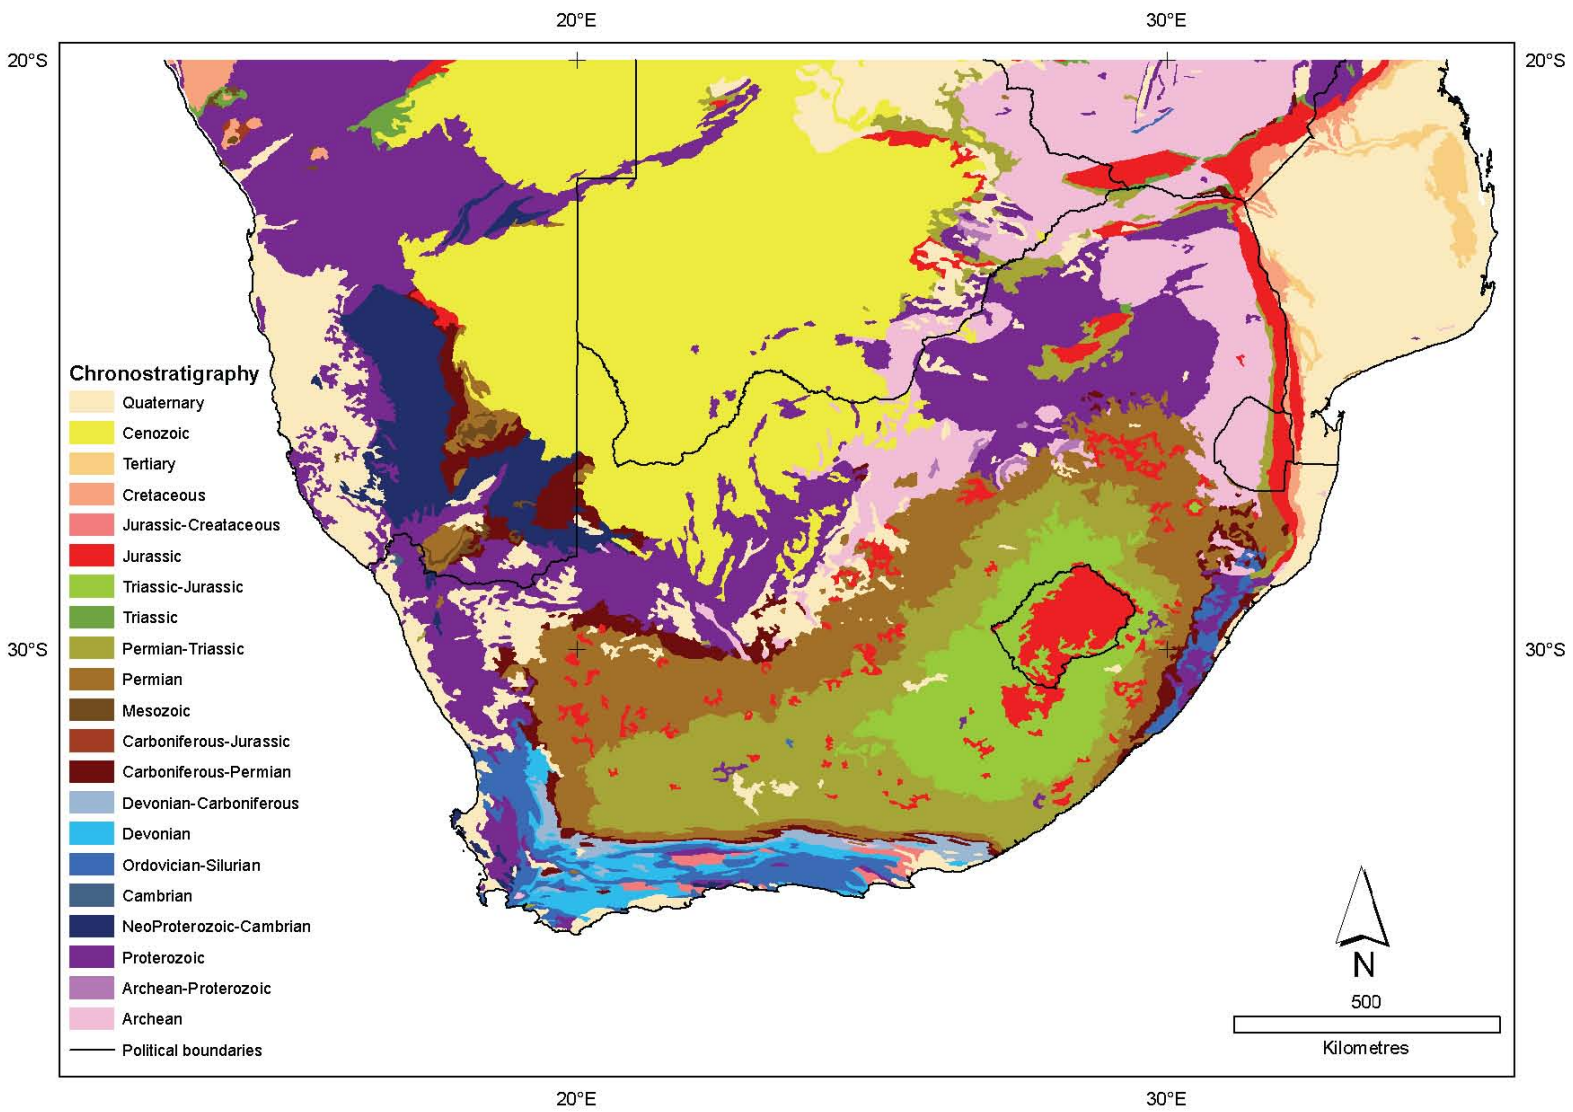 20°E 30°E
20°S 20°S
Chronostratigraphy
Quaternary
Cenozoic
Tertiary
Cretaceous
Jurassic-Creataceous
Jurassic
Triassic-Jurassic
Triassic
Permian-Triassic
Permian
Mesozoic
Carboniferous-Jurassic
Carboniferous-Permian
Devonian-Carboniferous
Devonian
Ordovician-Silurian
Cambrian
NeoProterozoic-Cambrian
Proterozoic
Archean-Proterozoic
Archean
Political boundaries
30°S 30°S
N
500
Kilometres
20°E 30°E